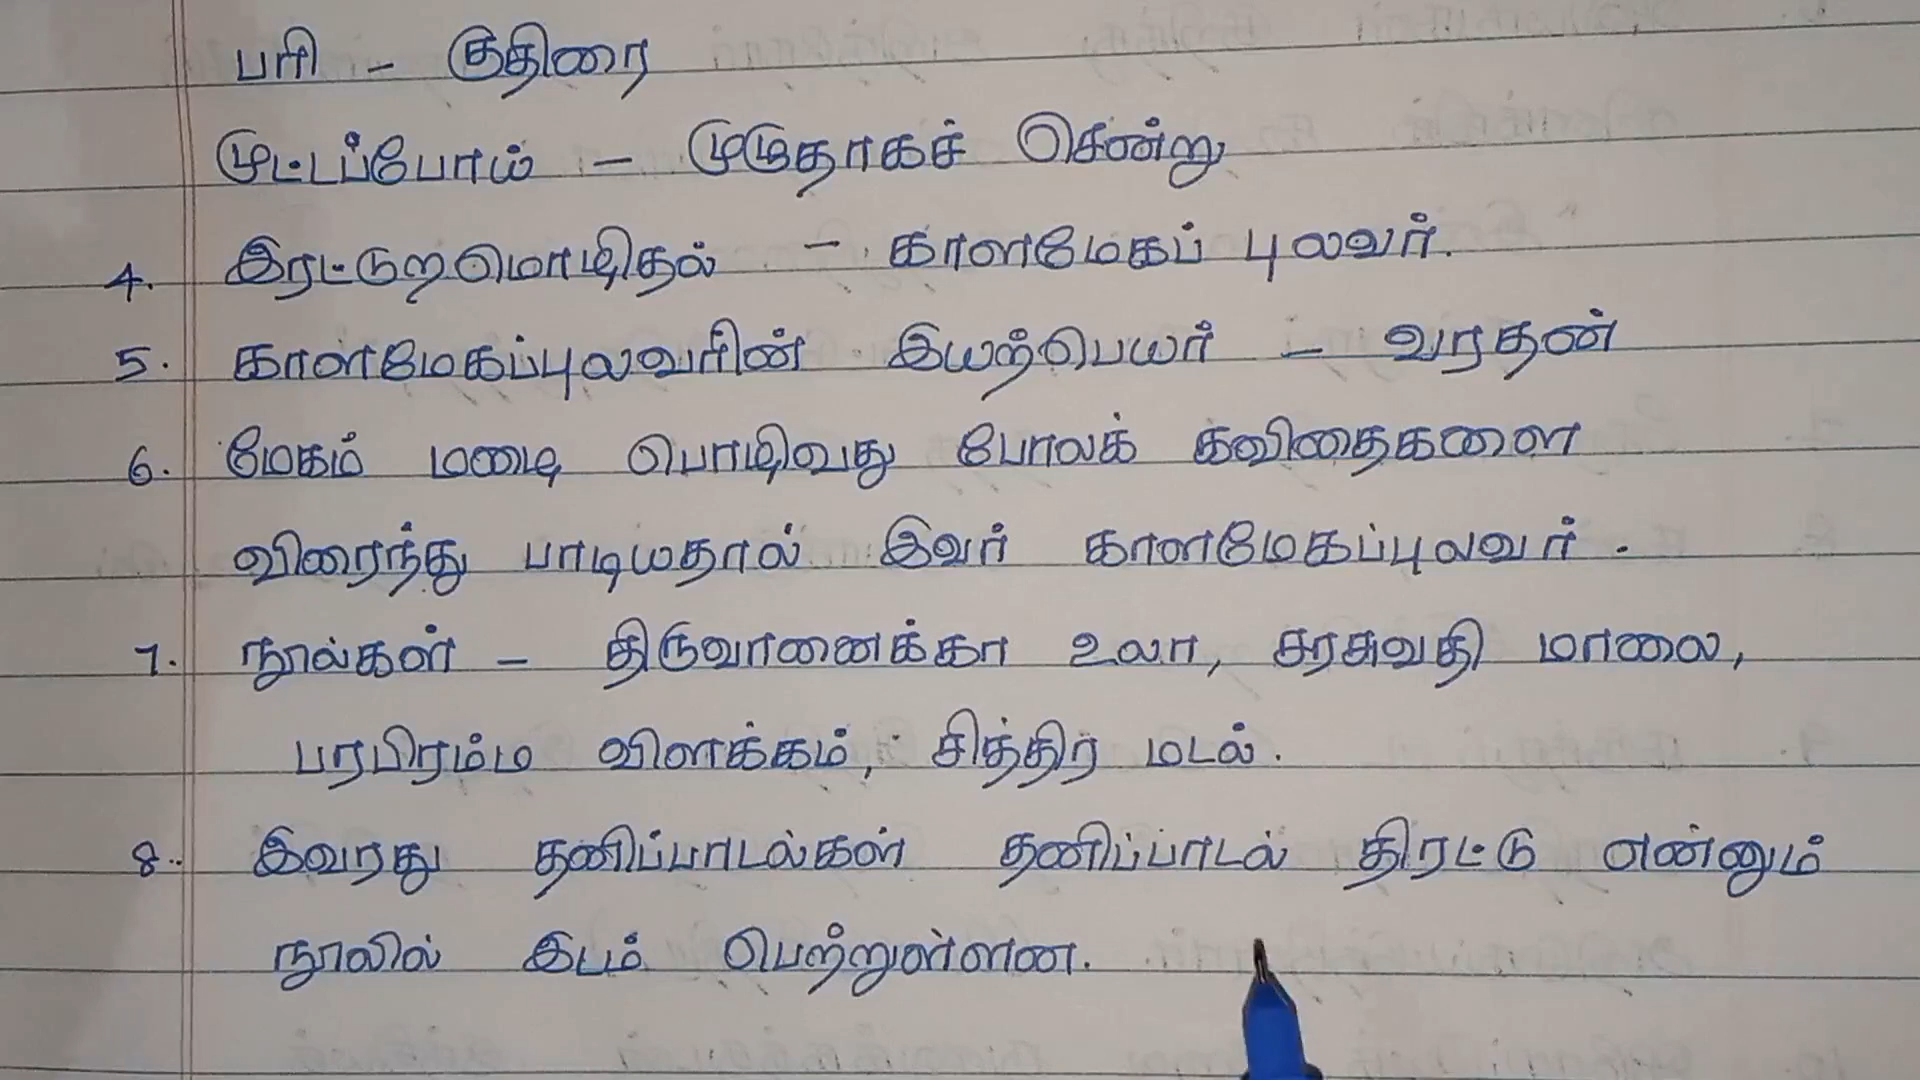 பரி - குதிரை
முட்டப்போய் - முழுதாகச் சென்று
4. இரட்டுறமொழிதல் - காளமேகப் புலவர்.
5. காளமேகப்புலவரின் இயற்பெயர் - வரதன்
6. மேகம் மழை பொழிவது போலக் கவிதைகளை
விரைந்து பாடியதால் இவர் காளமேகப்புலவர்.
7. நூல்கள் - திருவானைக்கா உலா, சரசுவதி மாலை,
பரபிரம்ம விளக்கம், சித்திர மடல்.
8. இவரது தனிப்பாடல்கள் தனிப்பாடல் திரட்டு என்னும்
நூலில் இடம் பெற்றுள்ளன.